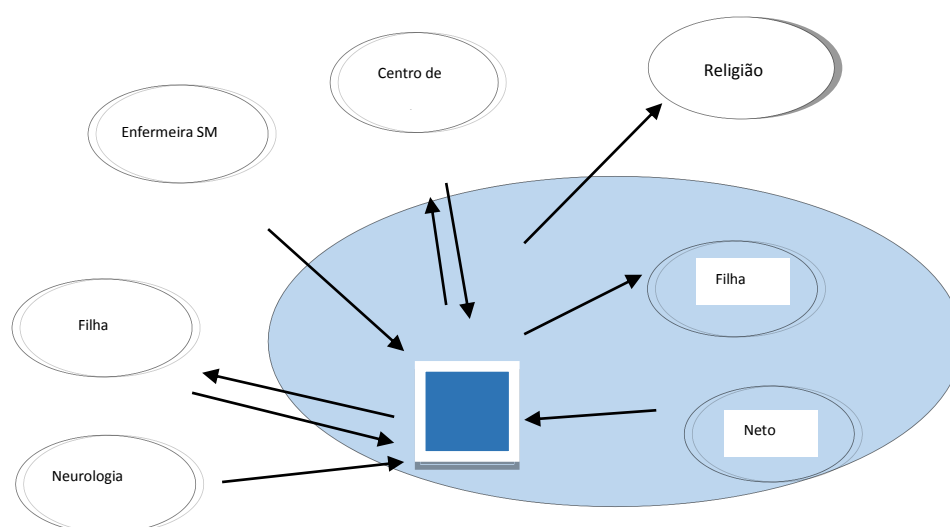 Centro de
Religião
Enfermeira SM
Filha
Filha
Neto
Neurologia